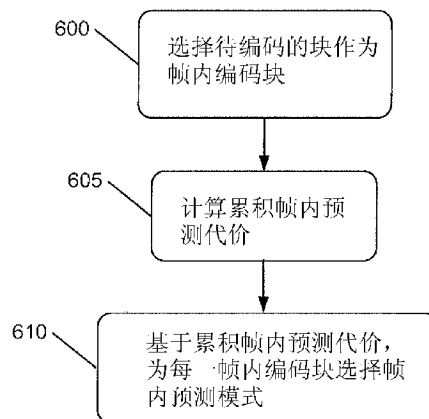 600
选择待编码的块作为
帧内编码块
605
计算累积帧内预
测代价
610
基于累积帧内预测代价,
为每一帧内编码块选择帧
内预测模式